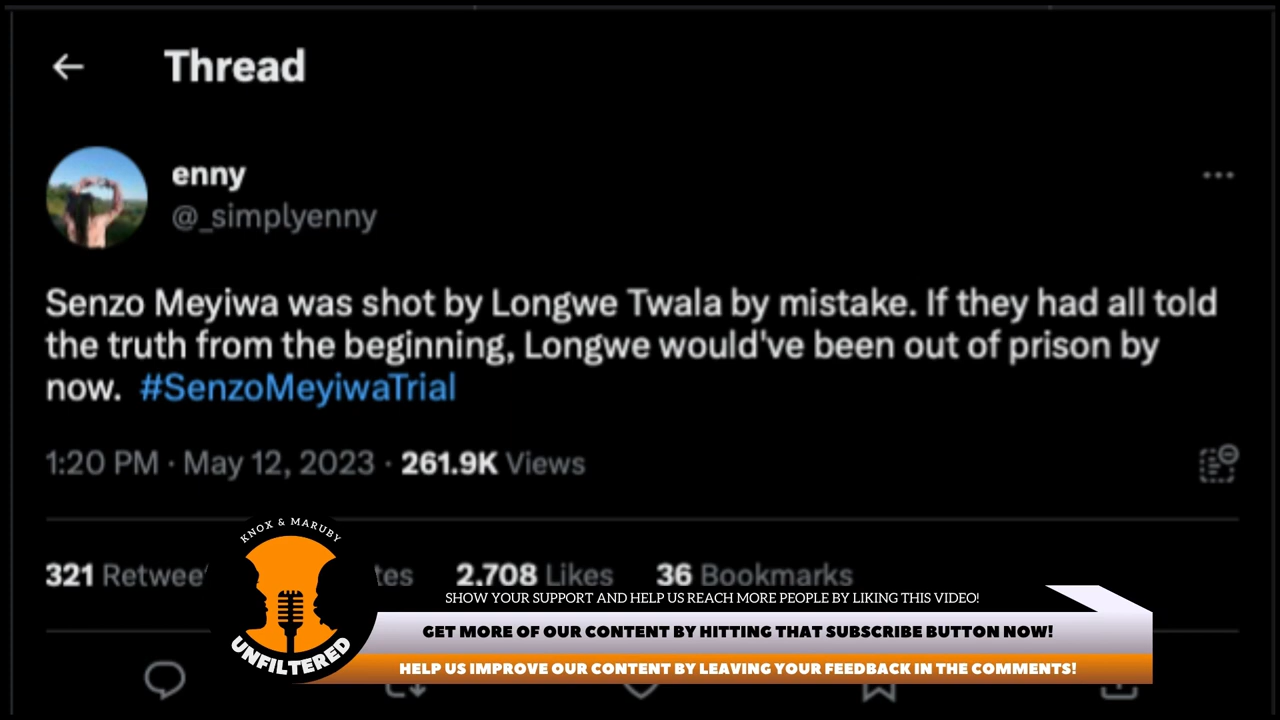 Thread
enny
@_simplyenny
Senzo Meyiwa was shot by Longwe Twala by mistake. If they had all told
the truth from the beginning, Longwe would've been out of prison by
now. #SenzoMeyiwaTrial
1:20 PM · May 12, 2023 · 261.9K Views
321 2,708 Likes 36 Bookmarks
KNOX & MARUBY
UNFILTERED
SHOW YOUR SUPPORT AND HELP US REACH MORE PEOPLE BY LIKING THIS VIDEO!
GET MORE OF OUR CONTENT BY HITTING THAT SUBSCRIBE BUTTON NOW!
HELP US IMPROVE OUR CONTENT BY LEAVING YOUR FEEDBACK IN THE COMMENTS!